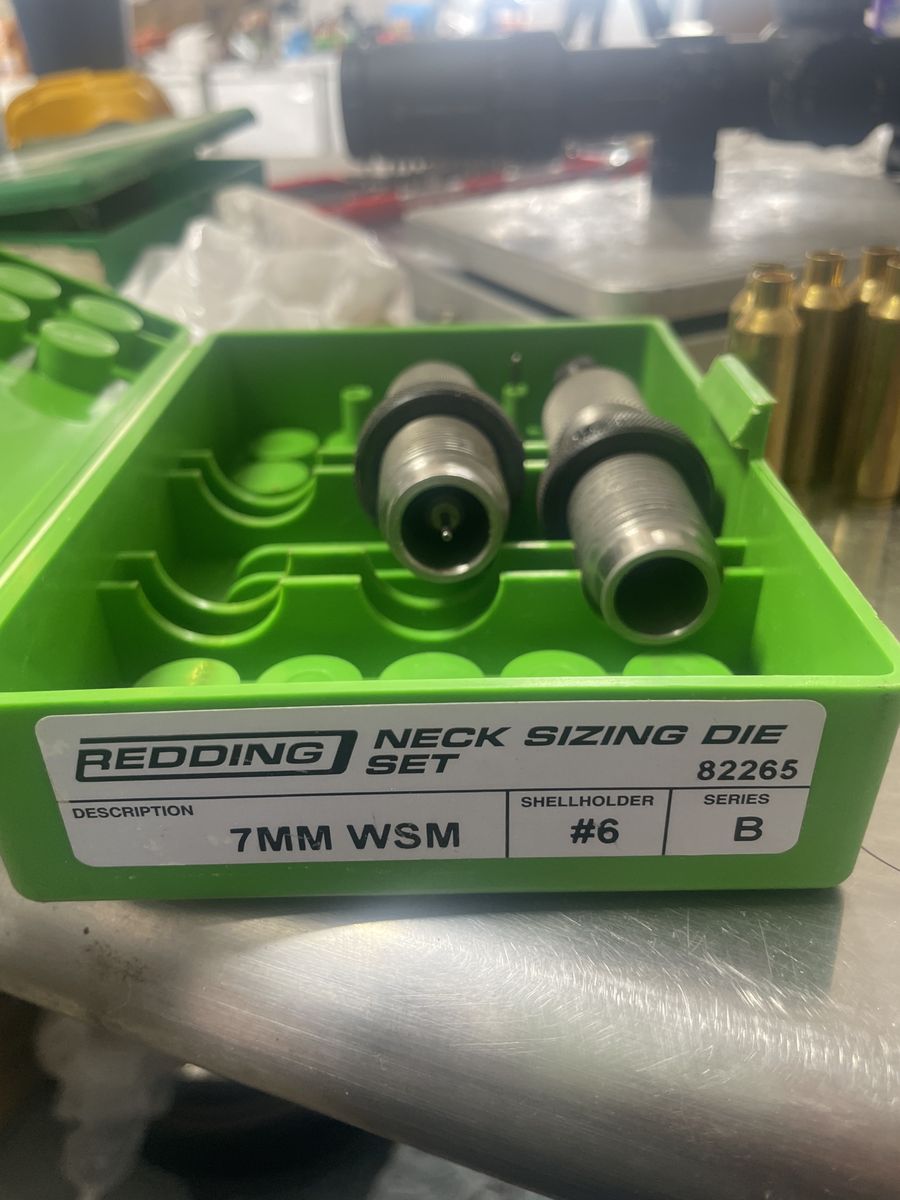 REDDING NECK SIZING DIE
SET 82265
DESCRIPTION SHELLHOLDER SERIES
7MM WSM #6 B